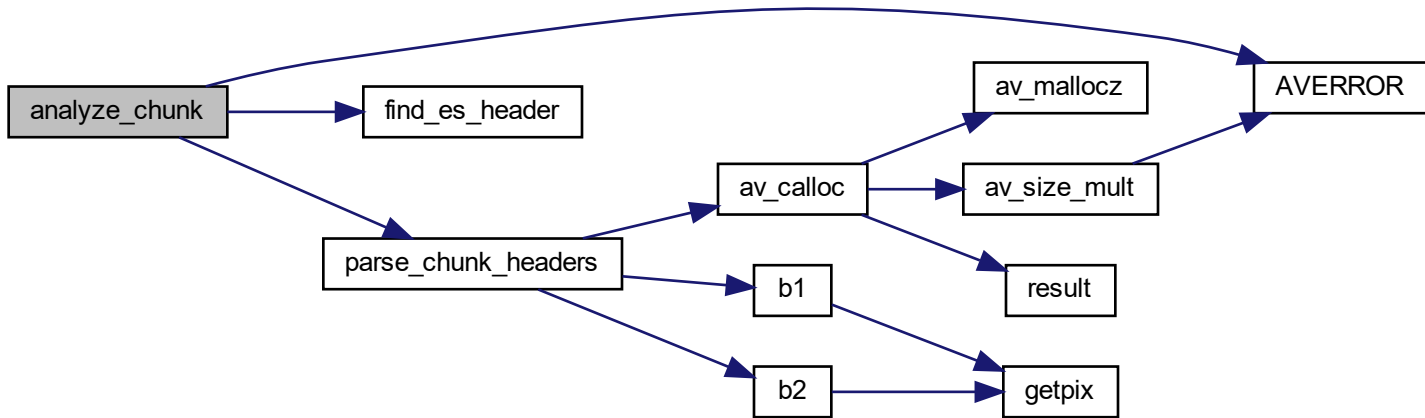 analyze_chunk
find_es_header
parse_chunk_headers
av_calloc
b1
b2
av_mallocz
av_size_mult
result
getpix
AVERROR